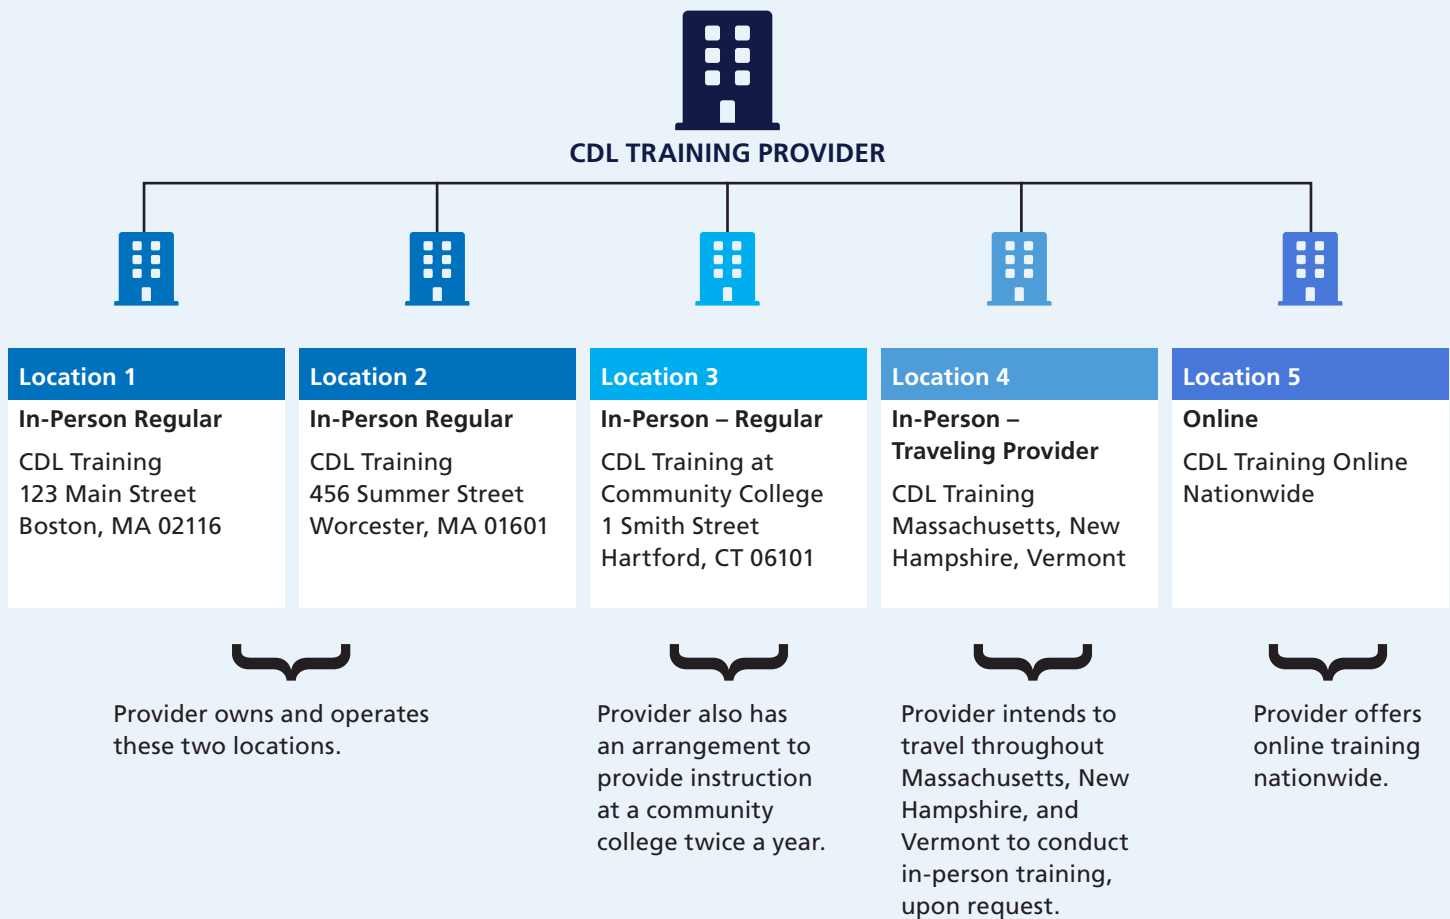 CDL TRAINING PROVIDER
Location 1
In-Person Regular
CDL Training
123 Main Street
Boston, MA 02116
Location 2
In-Person Regular
CDL Training
456 Summer Street
Worcester, MA 01601
Location 3
In-Person – Regular
CDL Training at
Community College
1 Smith Street
Hartford, CT 06101
Location 4
In-Person –
Traveling Provider
CDL Training
Massachusetts, New
Hampshire, Vermont
Location 5
Online
CDL Training Online
Nationwide
Provider owns and operates
these two locations.
Provider also has
an arrangement to
provide instruction
at a community
college twice a year.
Provider intends to
travel throughout
Massachusetts, New
Hampshire, and
Vermont to conduct
in-person training,
upon request.
Provider offers
online training
nationwide.